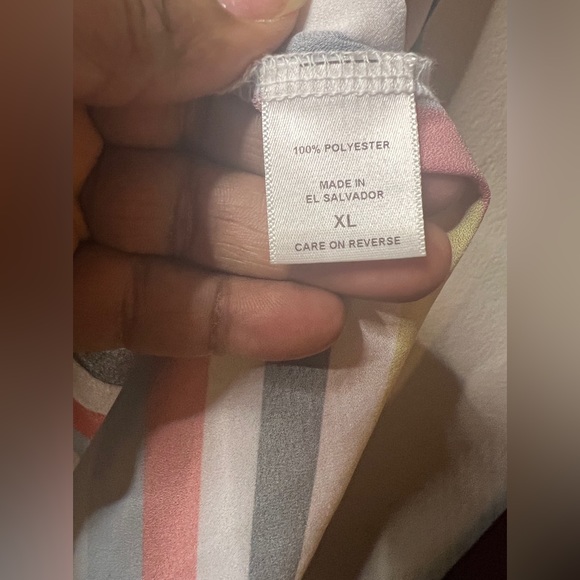 100% POLYESTER
MADE IN
EL SALVADOR
XL
CARE ON REVERSE